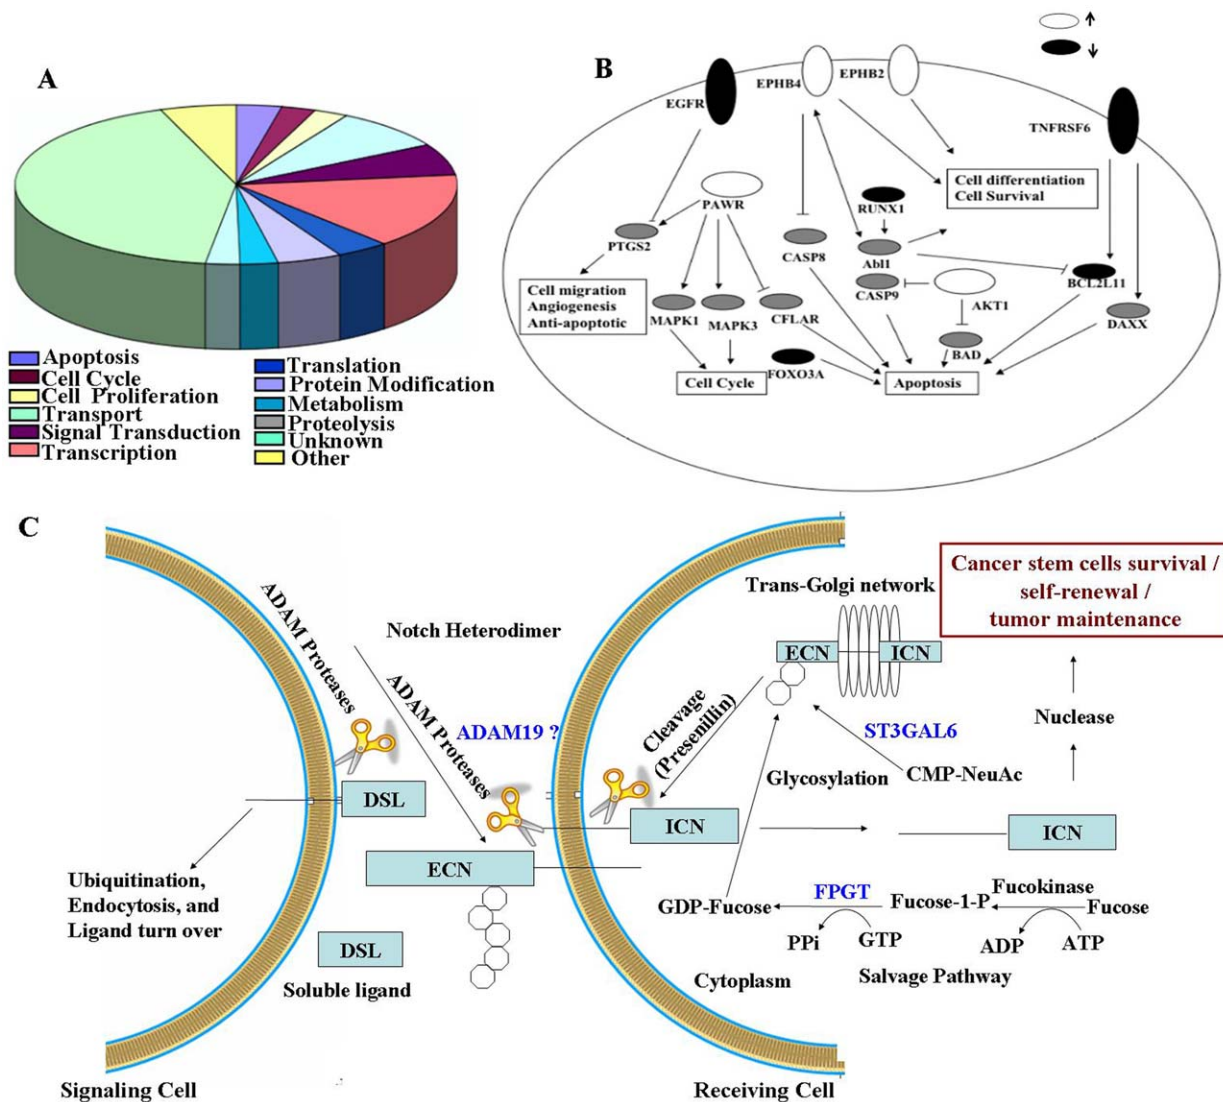 A
Apoptosis
Cell Cycle
Cell Proliferation
Transport
Signal Transduction
Transcription
Translation
Protein Modification
Metabolism
Proteolysis
Unknown
Other
B
EGFR
EPHB4
EPHB2
TNFRSF6
Cell differentiation
Cell Survival
PAWR
RUNX1
PTGS2
CASP8
Abl1
BCL2L11
CASP9
AKT1
Cell migration
Angiogenesis
Anti-apoptotic
MAPK1
MAPK3
CFLAR
BAD
DAXX
FOXO3A
Cell Cycle
Apoptosis
C
ADAM Proteases
Notch Heterodimer
ADAM Proteases
ADAM19 ?
DSL
ECN
Ubiquitination,
Endocytosis, and
Ligand turn over
DSL
Soluble ligand
Signaling Cell
Trans-Golgi network
ECN
ICN
Cancer stem cells survival /
self-renewal /
tumor maintenance
Cleavage
(Presenillin)
ST3GAL6
Nuclease
Glycosylation
CMP-NeuAc
ICN
ICN
GDP-Fucose
FPGT
Fucose-1-P
Fucokinase
Fucose
PPi
GTP
ADP
ATP
Cytoplasm
Salvage Pathway
Receiving Cell